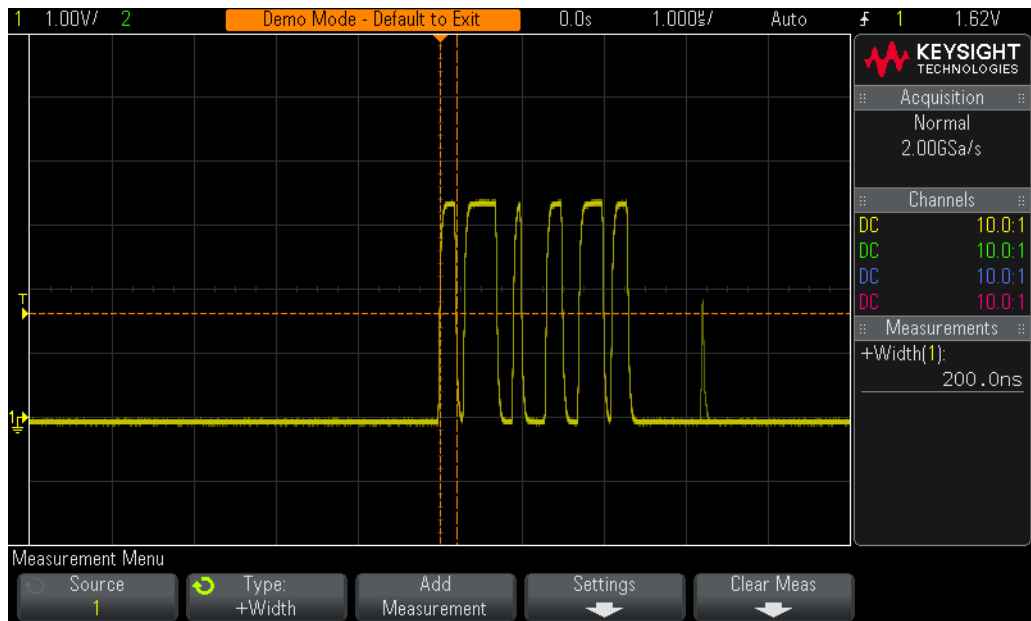 1 1.00V/ 2 Demo Mode - Default to Exit 0.0s 1.000µs/ Auto 1 1.62V
KEYSIGHT
TECHNOLOGIES
Acquisition
Normal
2.00GSa/s
Channels
DC 10.0:1
DC 10.0:1
DC 10.0:1
DC 10.0:1
T
Measurements
+Width(1):
200.0ns
1
Measurement Menu
Source
1
Type:
+Width
Add
Measurement
Settings
Clear Meas